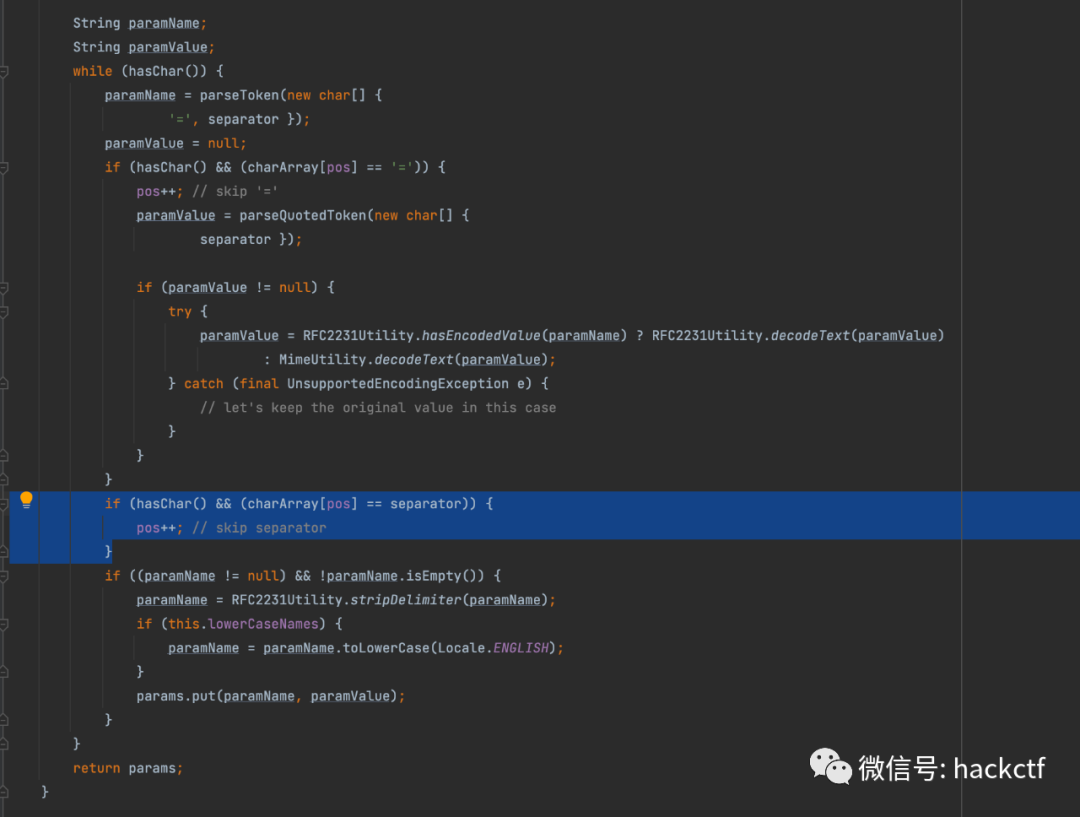 String paramName;
String paramValue;
while (hasChar()) {
paramName = parseToken(new char[] {
'=', separator });
paramValue = null;
if (hasChar() && (charArray[pos] == '=')) {
pos++; // skip '='
paramValue = parseQuotedToken(new char[] {
separator });
if (paramValue != null) {
try {
paramValue = RFC2231Utility.hasEncodedValue(paramName) ? RFC2231Utility.decodeText(paramValue)
: MimeUtility.decodeText(paramValue);
} catch (final UnsupportedEncodingException e) {
// let's keep the original value in this case
}
}
}
if (hasChar() && (charArray[pos] == separator)) {
pos++; // skip separator
}
if ((paramName != null) && !paramName.isEmpty()) {
paramName = RFC2231Utility.stripDelimiter(paramName);
if (this.lowerCaseNames) {
paramName = paramName.toLowerCase(Locale.ENGLISH);
}
params.put(paramName, paramValue);
}
}
return params;
}
微信号: hackctf